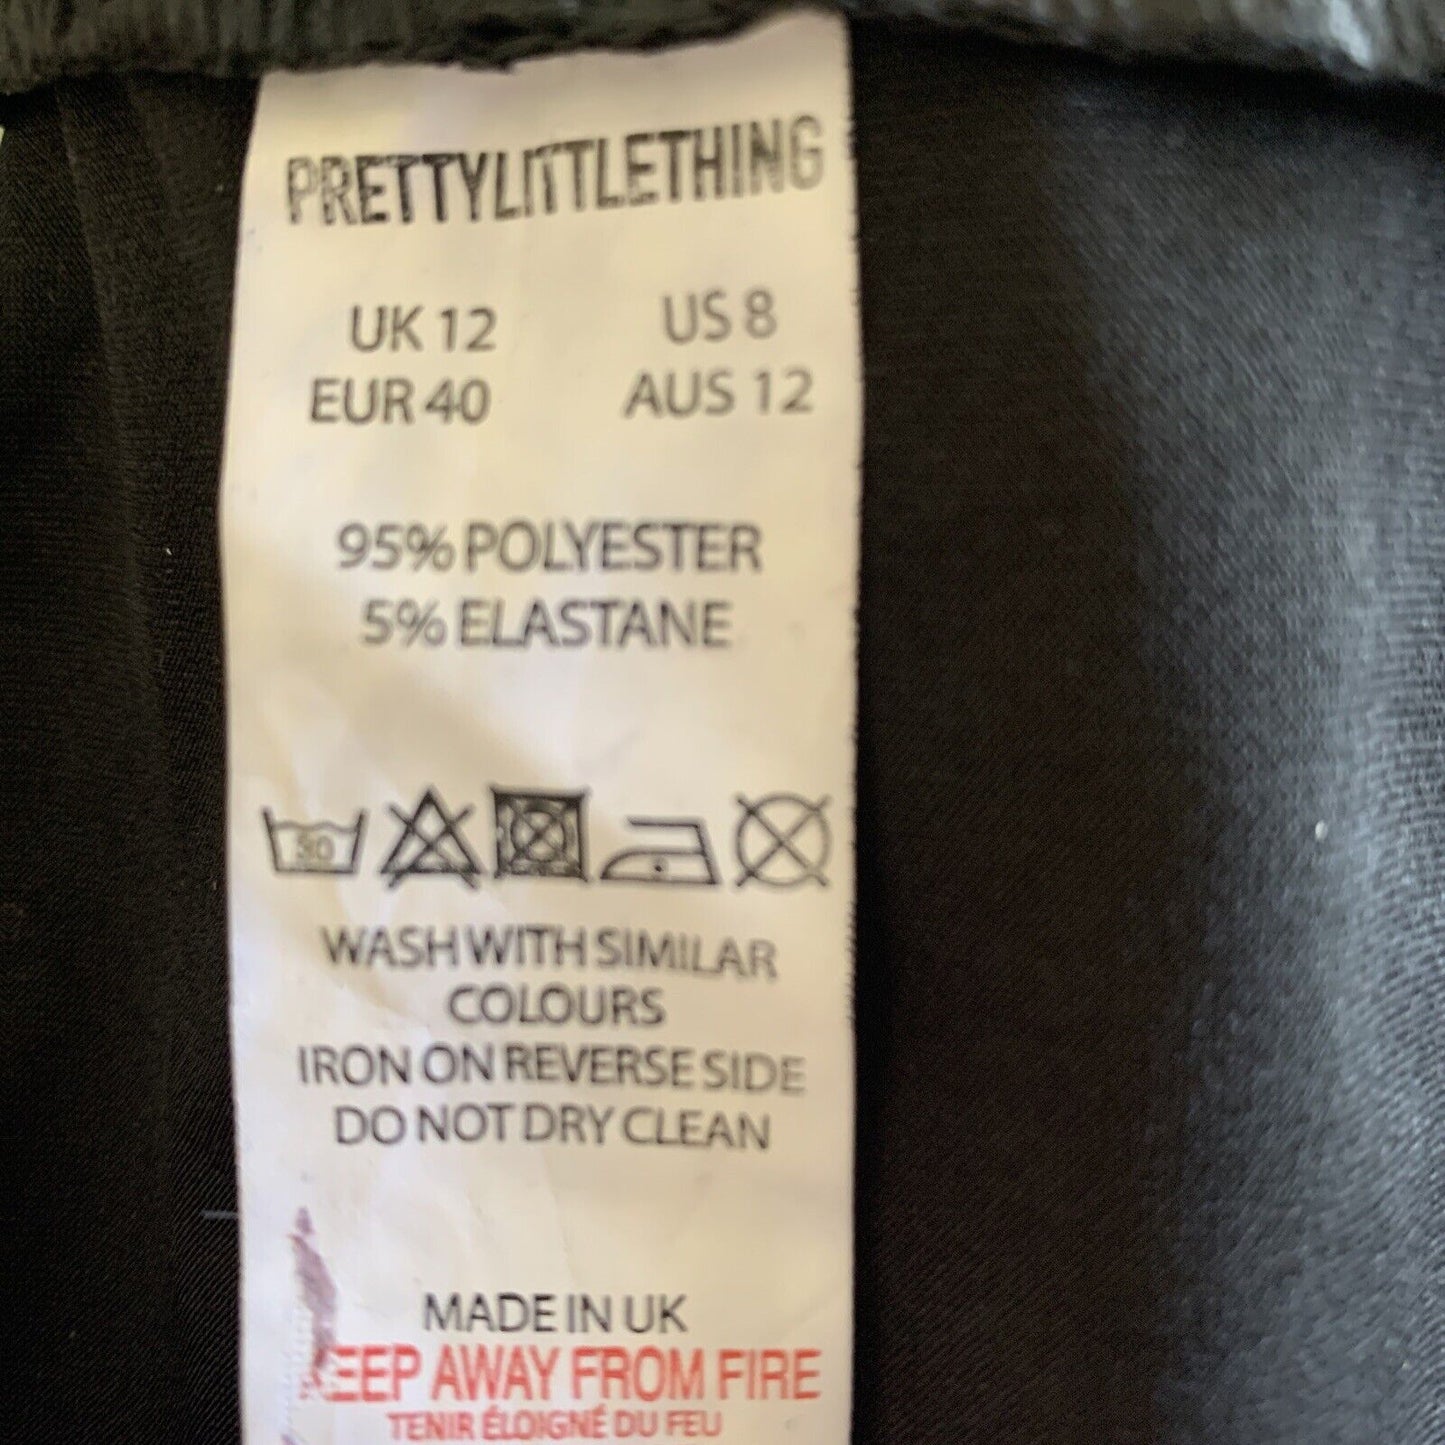 PRETTYLITTLETHING
UK 12 US 8
EUR 40 AUS 12
95% POLYESTER
5% ELASTANE
30
WASH WITH SIMILAR
COLOURS
IRON ON REVERSE SIDE
DO NOT DRY CLEAN
MADE IN UK
KEEP AWAY FROM FIRE
TENIR ÉLOIGNÉ DU FEU